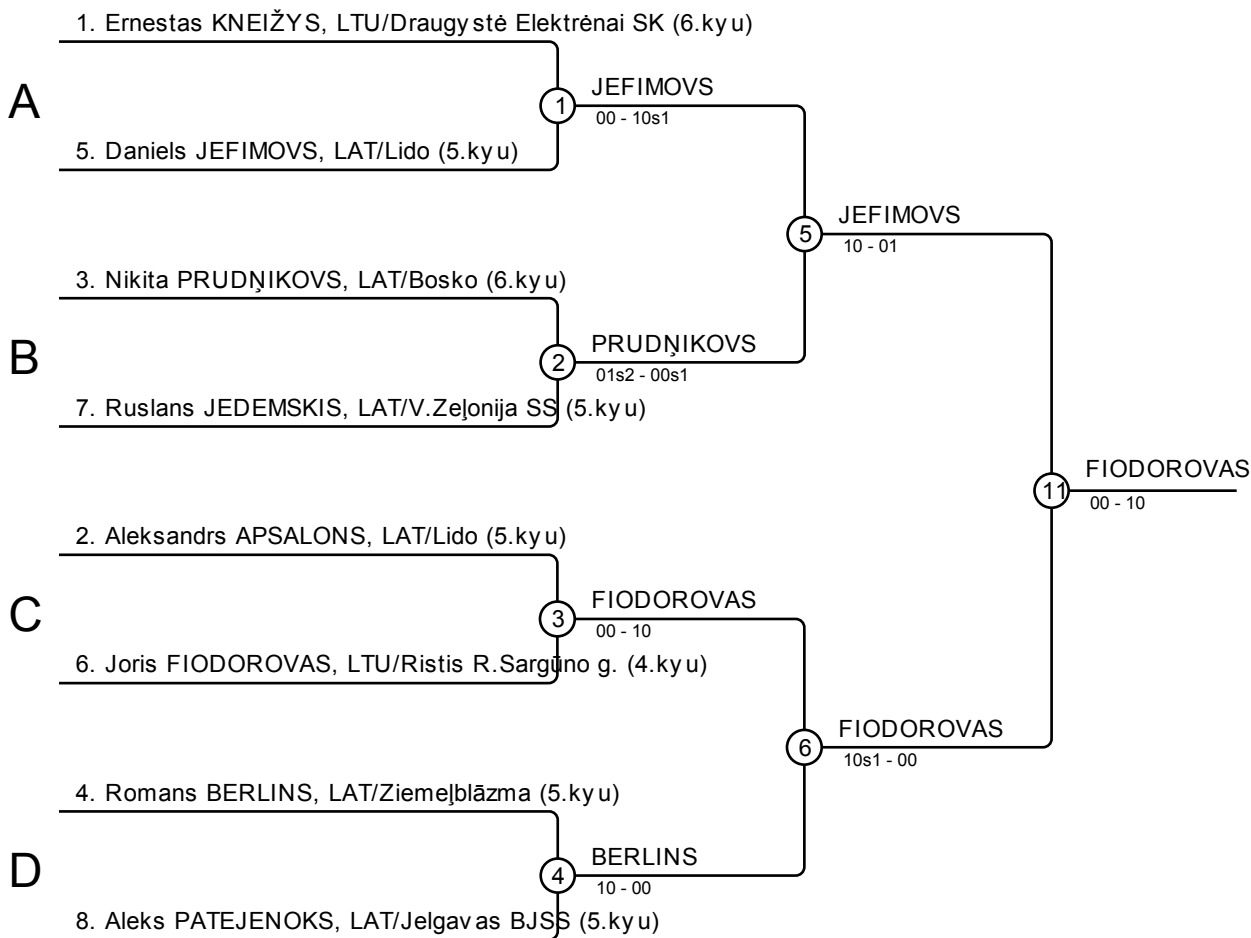 1. Ernestas KNEIŽYS, LTU/Draugystė Elektrėnai SK (6.kyu)
A
1
JEFIMOVS
00 - 10s1
5. Daniels JEFIMOVS, LAT/Lido (5.kyu)
5
JEFIMOVS
10 - 01
3. Nikita PRUDŅIKOVS, LAT/Bosko (6.kyu)
B
2
PRUDŅIKOVS
01s2 - 00s1
7. Ruslans JEDEMSKIS, LAT/V.Zeļonija SS (5.kyu)
11
FIODOROVAS
00 - 10
2. Aleksandrs APSALONS, LAT/Lido (5.kyu)
C
3
FIODOROVAS
00 - 10
6. Joris FIODOROVAS, LTU/Ristis R.Sargūno g. (4.kyu)
6
FIODOROVAS
10s1 - 00
4. Romans BERLINS, LAT/Ziemeļblāzma (5.kyu)
D
4
BERLINS
10 - 00
8. Aleks PATEJENOKS, LAT/Jelgavas BJSS (5.kyu)